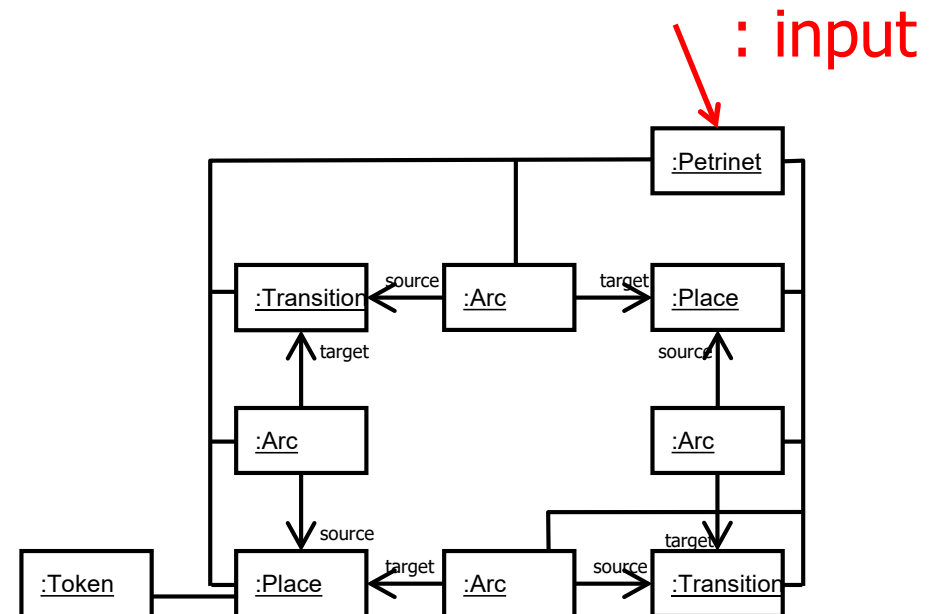 : input
:Petrinet
source
target
:Transition
:Arc
:Place
target
source
:Arc
:Arc
source
target
target
source
:Token
:Place
:Arc
:Transition